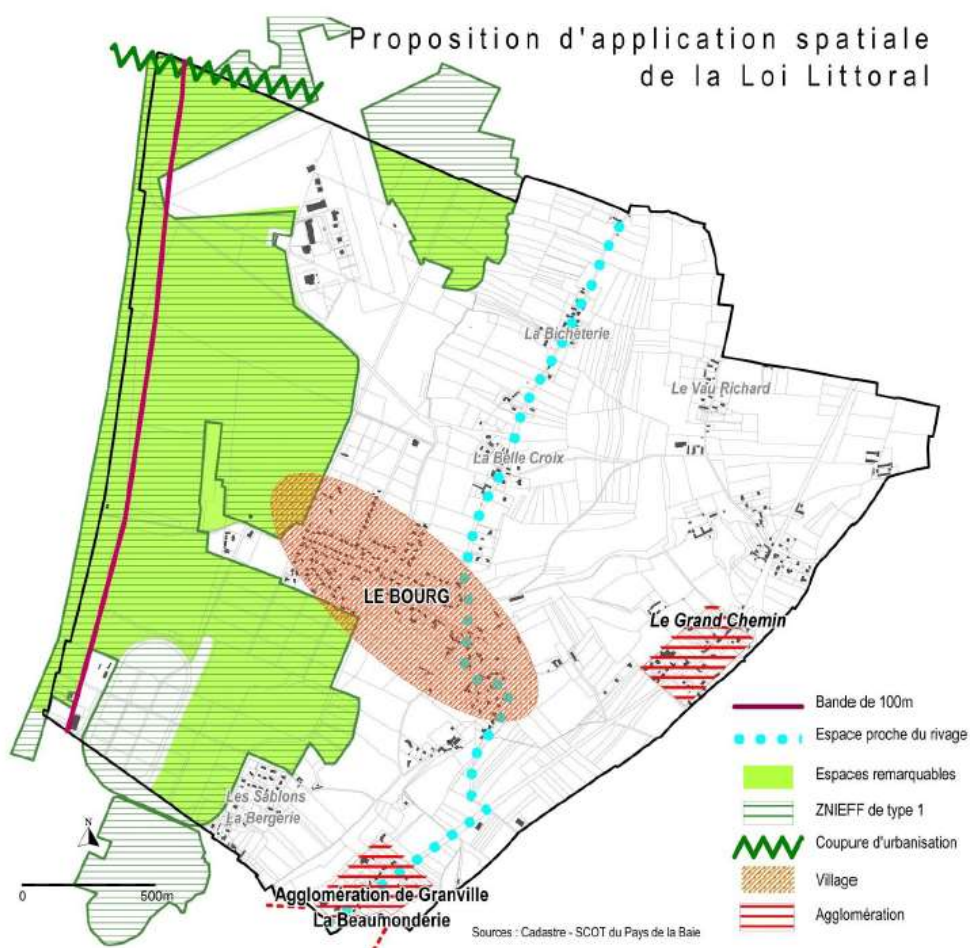 Proposition d'application spatiale
de la Loi Littoral
La Bicheterie
Le Vau Richard
La Belle Croix
LE BOURG
Le Grand Chemin
Bande de 100m
Espace proche du rivage
Espaces remarquables
ZNIEFF de type 1
Coupure d'urbanisation
Village
Agglomération
Les Sablons
La Bergerie
N
0
500m
Agglomération de Granville
La Beaumonderie
Sources : Cadastre - SCOT du Pays de la Baie